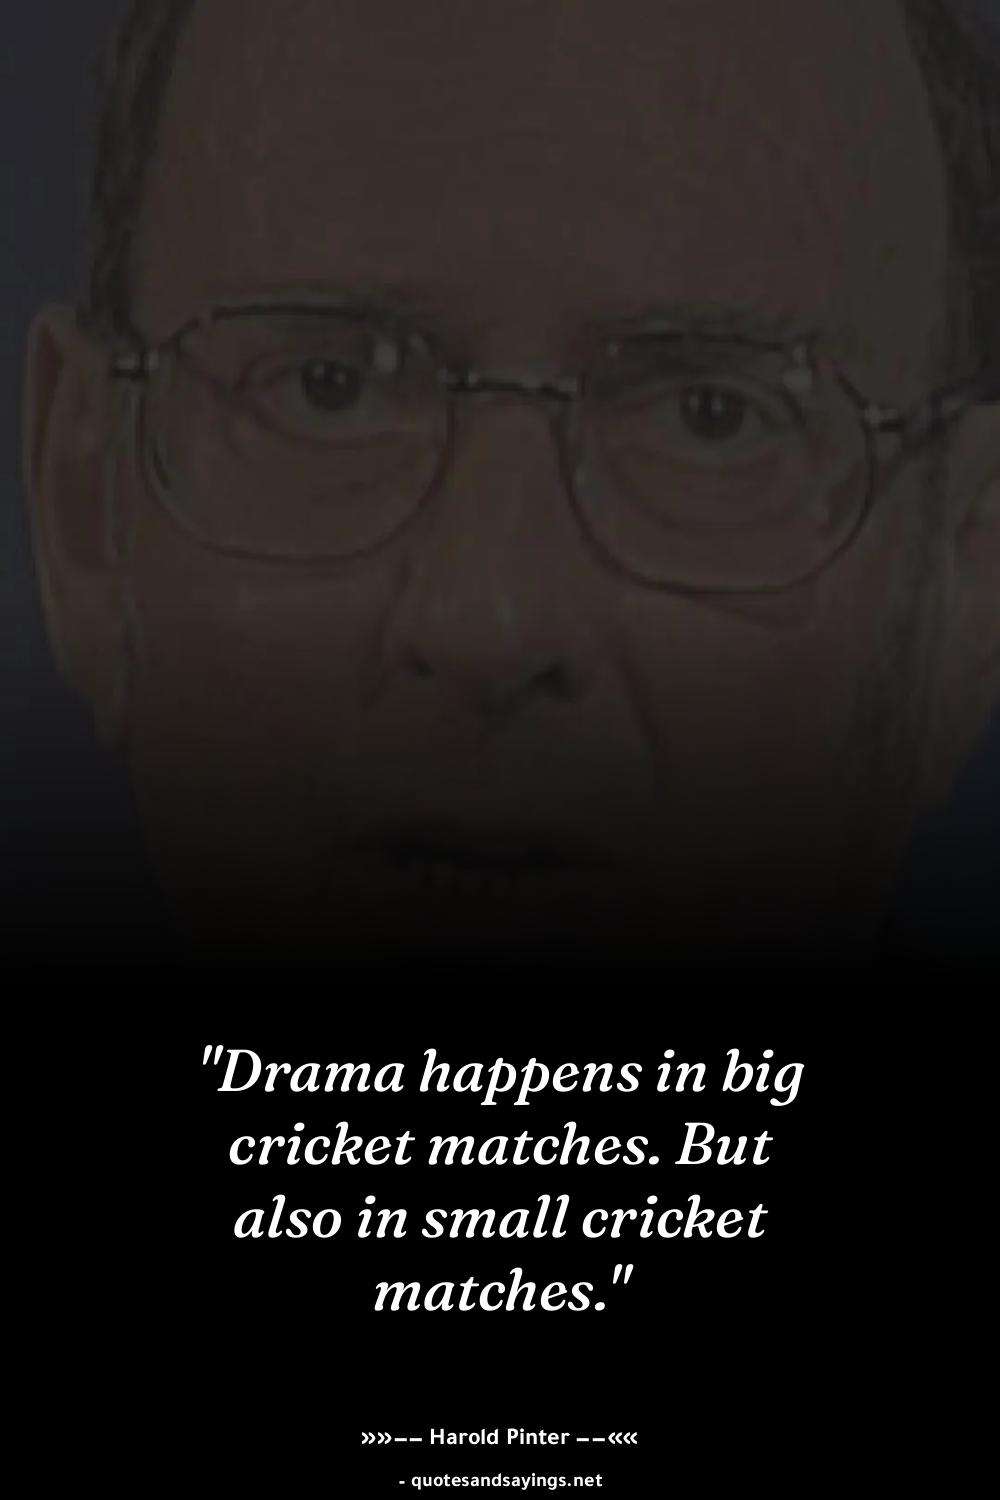 "Drama happens in big
cricket matches. But
also in small cricket
matches."
»»–– Harold Pinter ––««
- quotesandsayings.net